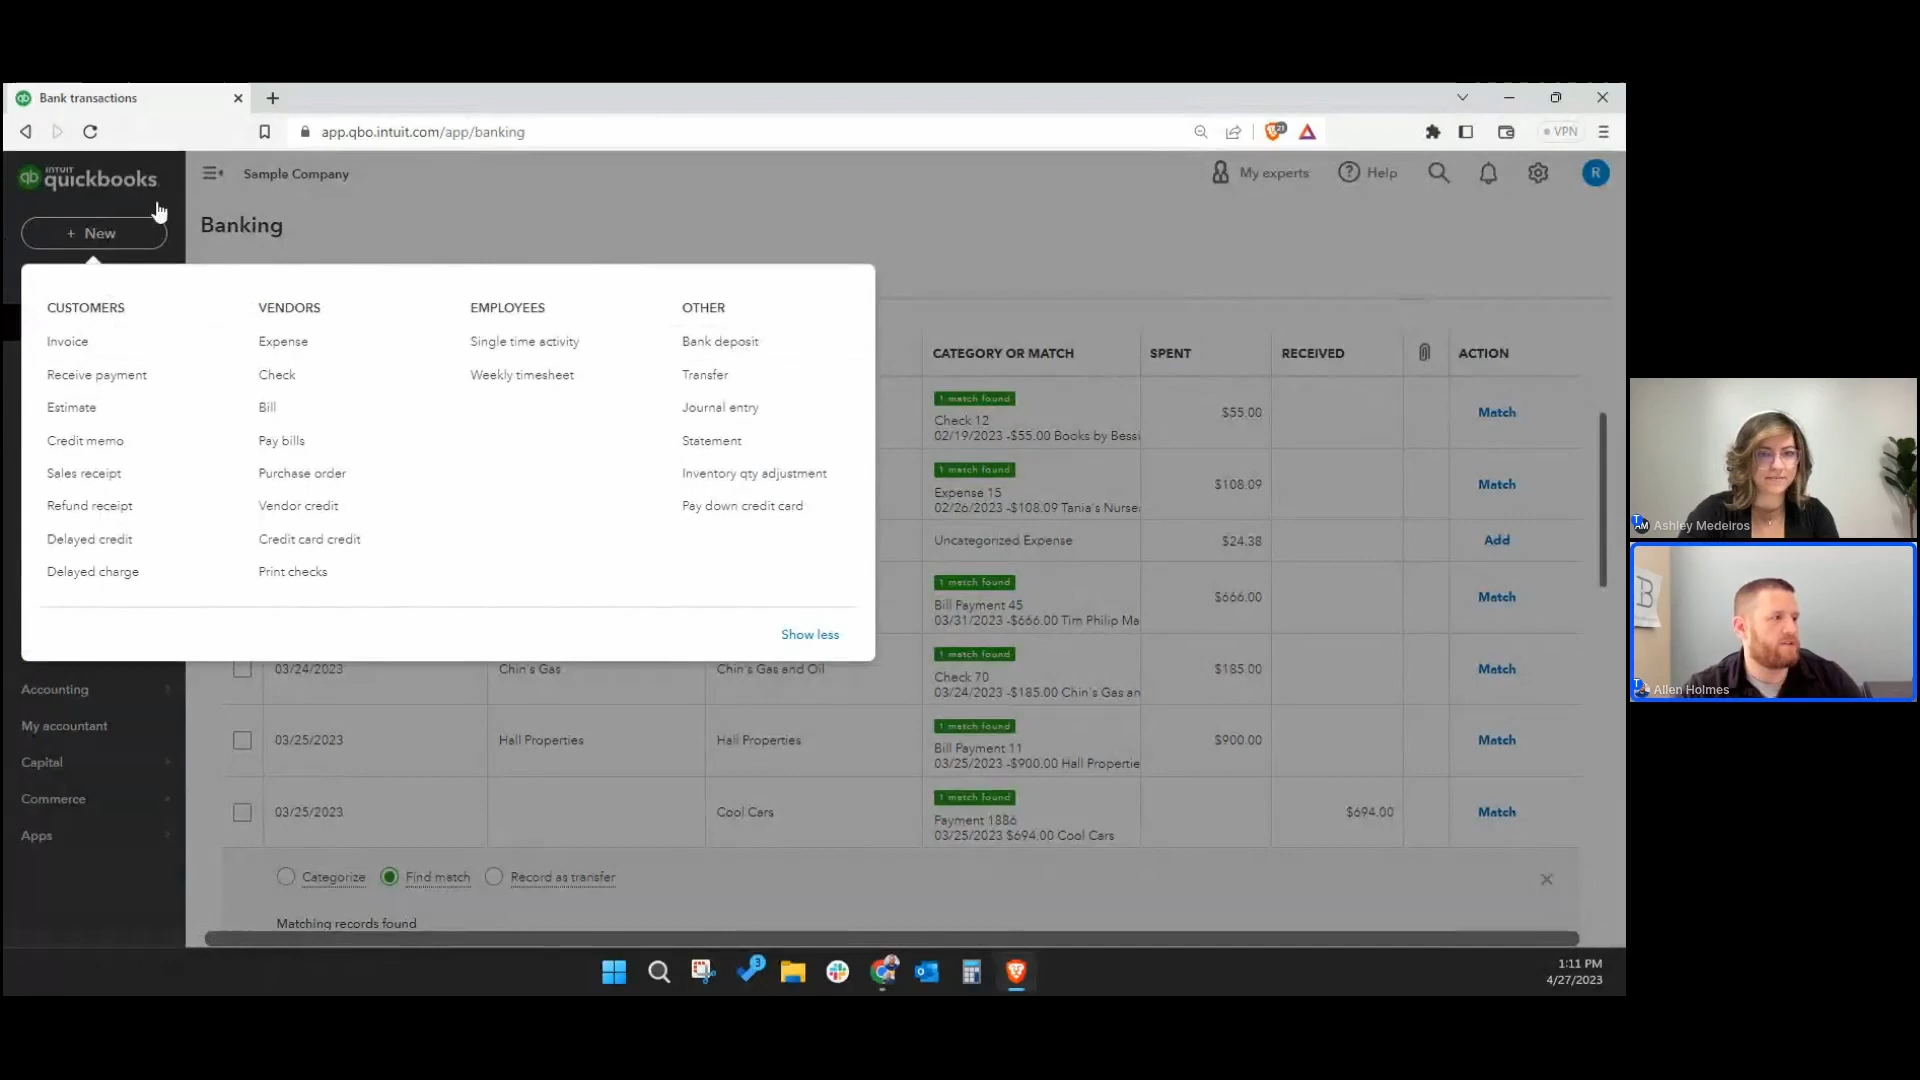 Bank transactions
app.qbo.intuit.com/app/banking
21
VPN
qb INTUIT quickbooks.
Sample Company
My experts
Help
R
+ New
Banking
CUSTOMERS
Invoice
Receive payment
Estimate
Credit memo
Sales receipt
Refund receipt
Delayed credit
Delayed charge
VENDORS
Expense
Check
Bill
Pay bills
Purchase order
Vendor credit
Credit card credit
Print checks
EMPLOYEES
Single time activity
Weekly timesheet
OTHER
Bank deposit
Transfer
Journal entry
Statement
Inventory qty adjustment
Pay down credit card
Show less
CATEGORY OR MATCH SPENT RECEIVED ACTION
1 match found
Check 12
02/19/2023 -$55.00 Books by Bessi
$55.00 Match
1 match found
Expense 15
02/26/2023 -$108.09 Tania's Nurse
$108.09 Match
Uncategorized Expense $24.38 Add
1 match found
Bill Payment 45
03/31/2023 -$666.00 Tim Philip Ma
$666.00 Match
03/24/2023 Chin's Gas Chin's Gas and Oil
1 match found
Check 70
03/24/2023 -$185.00 Chin's Gas an
$185.00 Match
03/25/2023 Hall Properties Hall Properties
1 match found
Bill Payment 11
03/25/2023 -$900.00 Hall Propertie
$900.00 Match
03/25/2023 Cool Cars
1 match found
Payment 1886
03/25/2023 $694.00 Cool Cars
$694.00 Match
Categorize Find match Record as transfer
Matching records found
Accounting
My accountant
Capital
Commerce
Apps
3
1:11 PM
4/27/2023
AM Ashley Medeiros
B
Allen Holmes